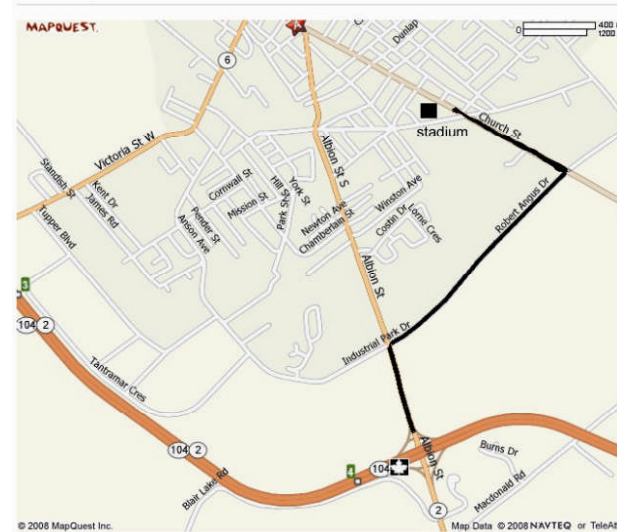 MAPQUEST.
400
1200
0
Dunlap
6
Church St
stadium
Victoria St W
Albion St S
Standish St
Kent Dr
James Rd
Tupper Blvd
Cornwall St
Mission St
Pender St
Anson Ave
Hill St
York St
Park St
Newton Ave
Chamberlain St
Winston Ave
Costin Dr
Lorne Cres
Robert Angus Dr
Albion St
Industrial Park Dr
3
104 2
Tantramar Cres
104 2
Blair Lake Rd
4
104
Albion St
Burns Dr
Macdonald Rd
2
© 2008 MapQuest Inc.
Map Data © 2008 NAVTEQ or TeleAt